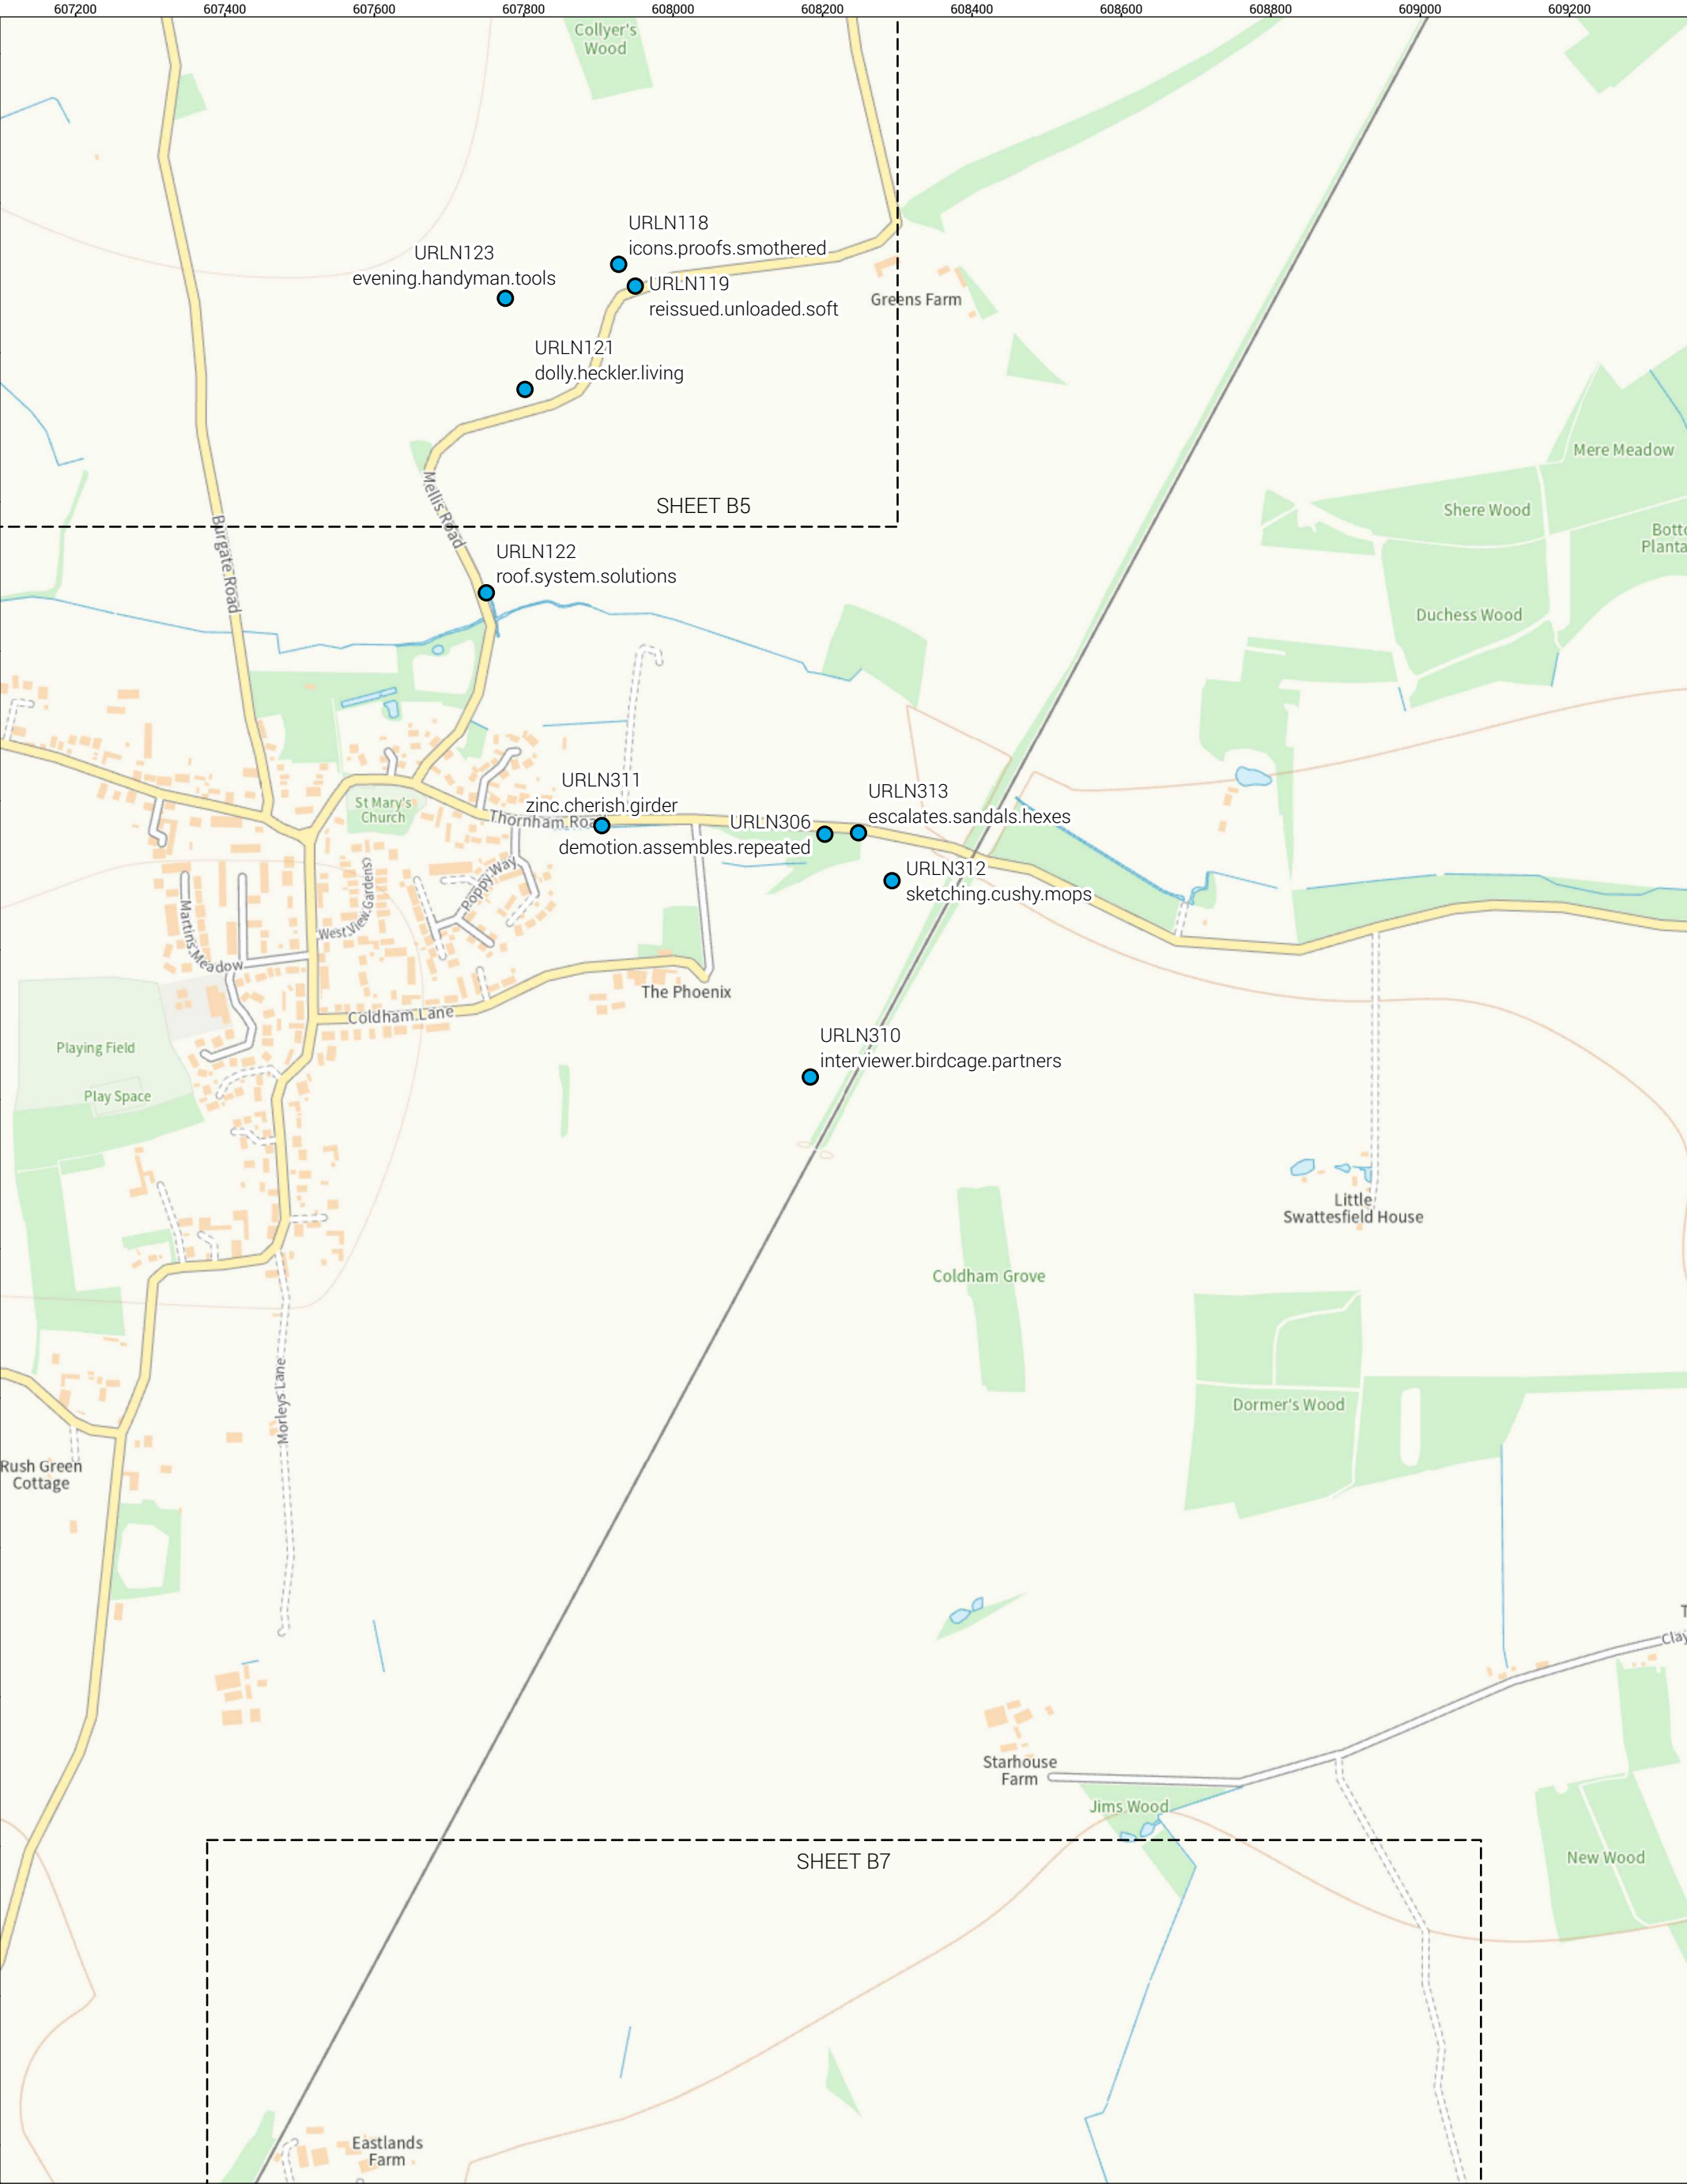 607200 607400 607600 607800 608000 608200 608400 608600 608800 609000 609200
Collyer's
Wood
URLN118
icons.proofs.smothered
URLN123
evening.handyman.tools
URLN119
reissued.unloaded.soft
Greens Farm
URLN121
dolly.heckler.living
Mere Meadow
Mellis Road
SHEET B5
Shere Wood
Burgate Road
URLN122
roof.system.solutions
Duchess Wood
URLN311
zinc.cherish.girder
URLN313
escalates.sandals.hexes
St Mary's
Church
Thornham Roa
URLN306
demotion.assembles.repeated
URLN312
sketching.cushy.mops
Poppy Way
West View Gardens
Martins Meadow
The Phoenix
Coldham Lane
URLN310
interviewer.birdcage.partners
Playing Field
Play Space
Little
Swattesfield House
Coldham Grove
Morleys Lane
Dormer's Wood
Rush Green
Cottage
Clay
Starhouse
Farm
Jims Wood
SHEET B7
New Wood
Eastlands
Farm